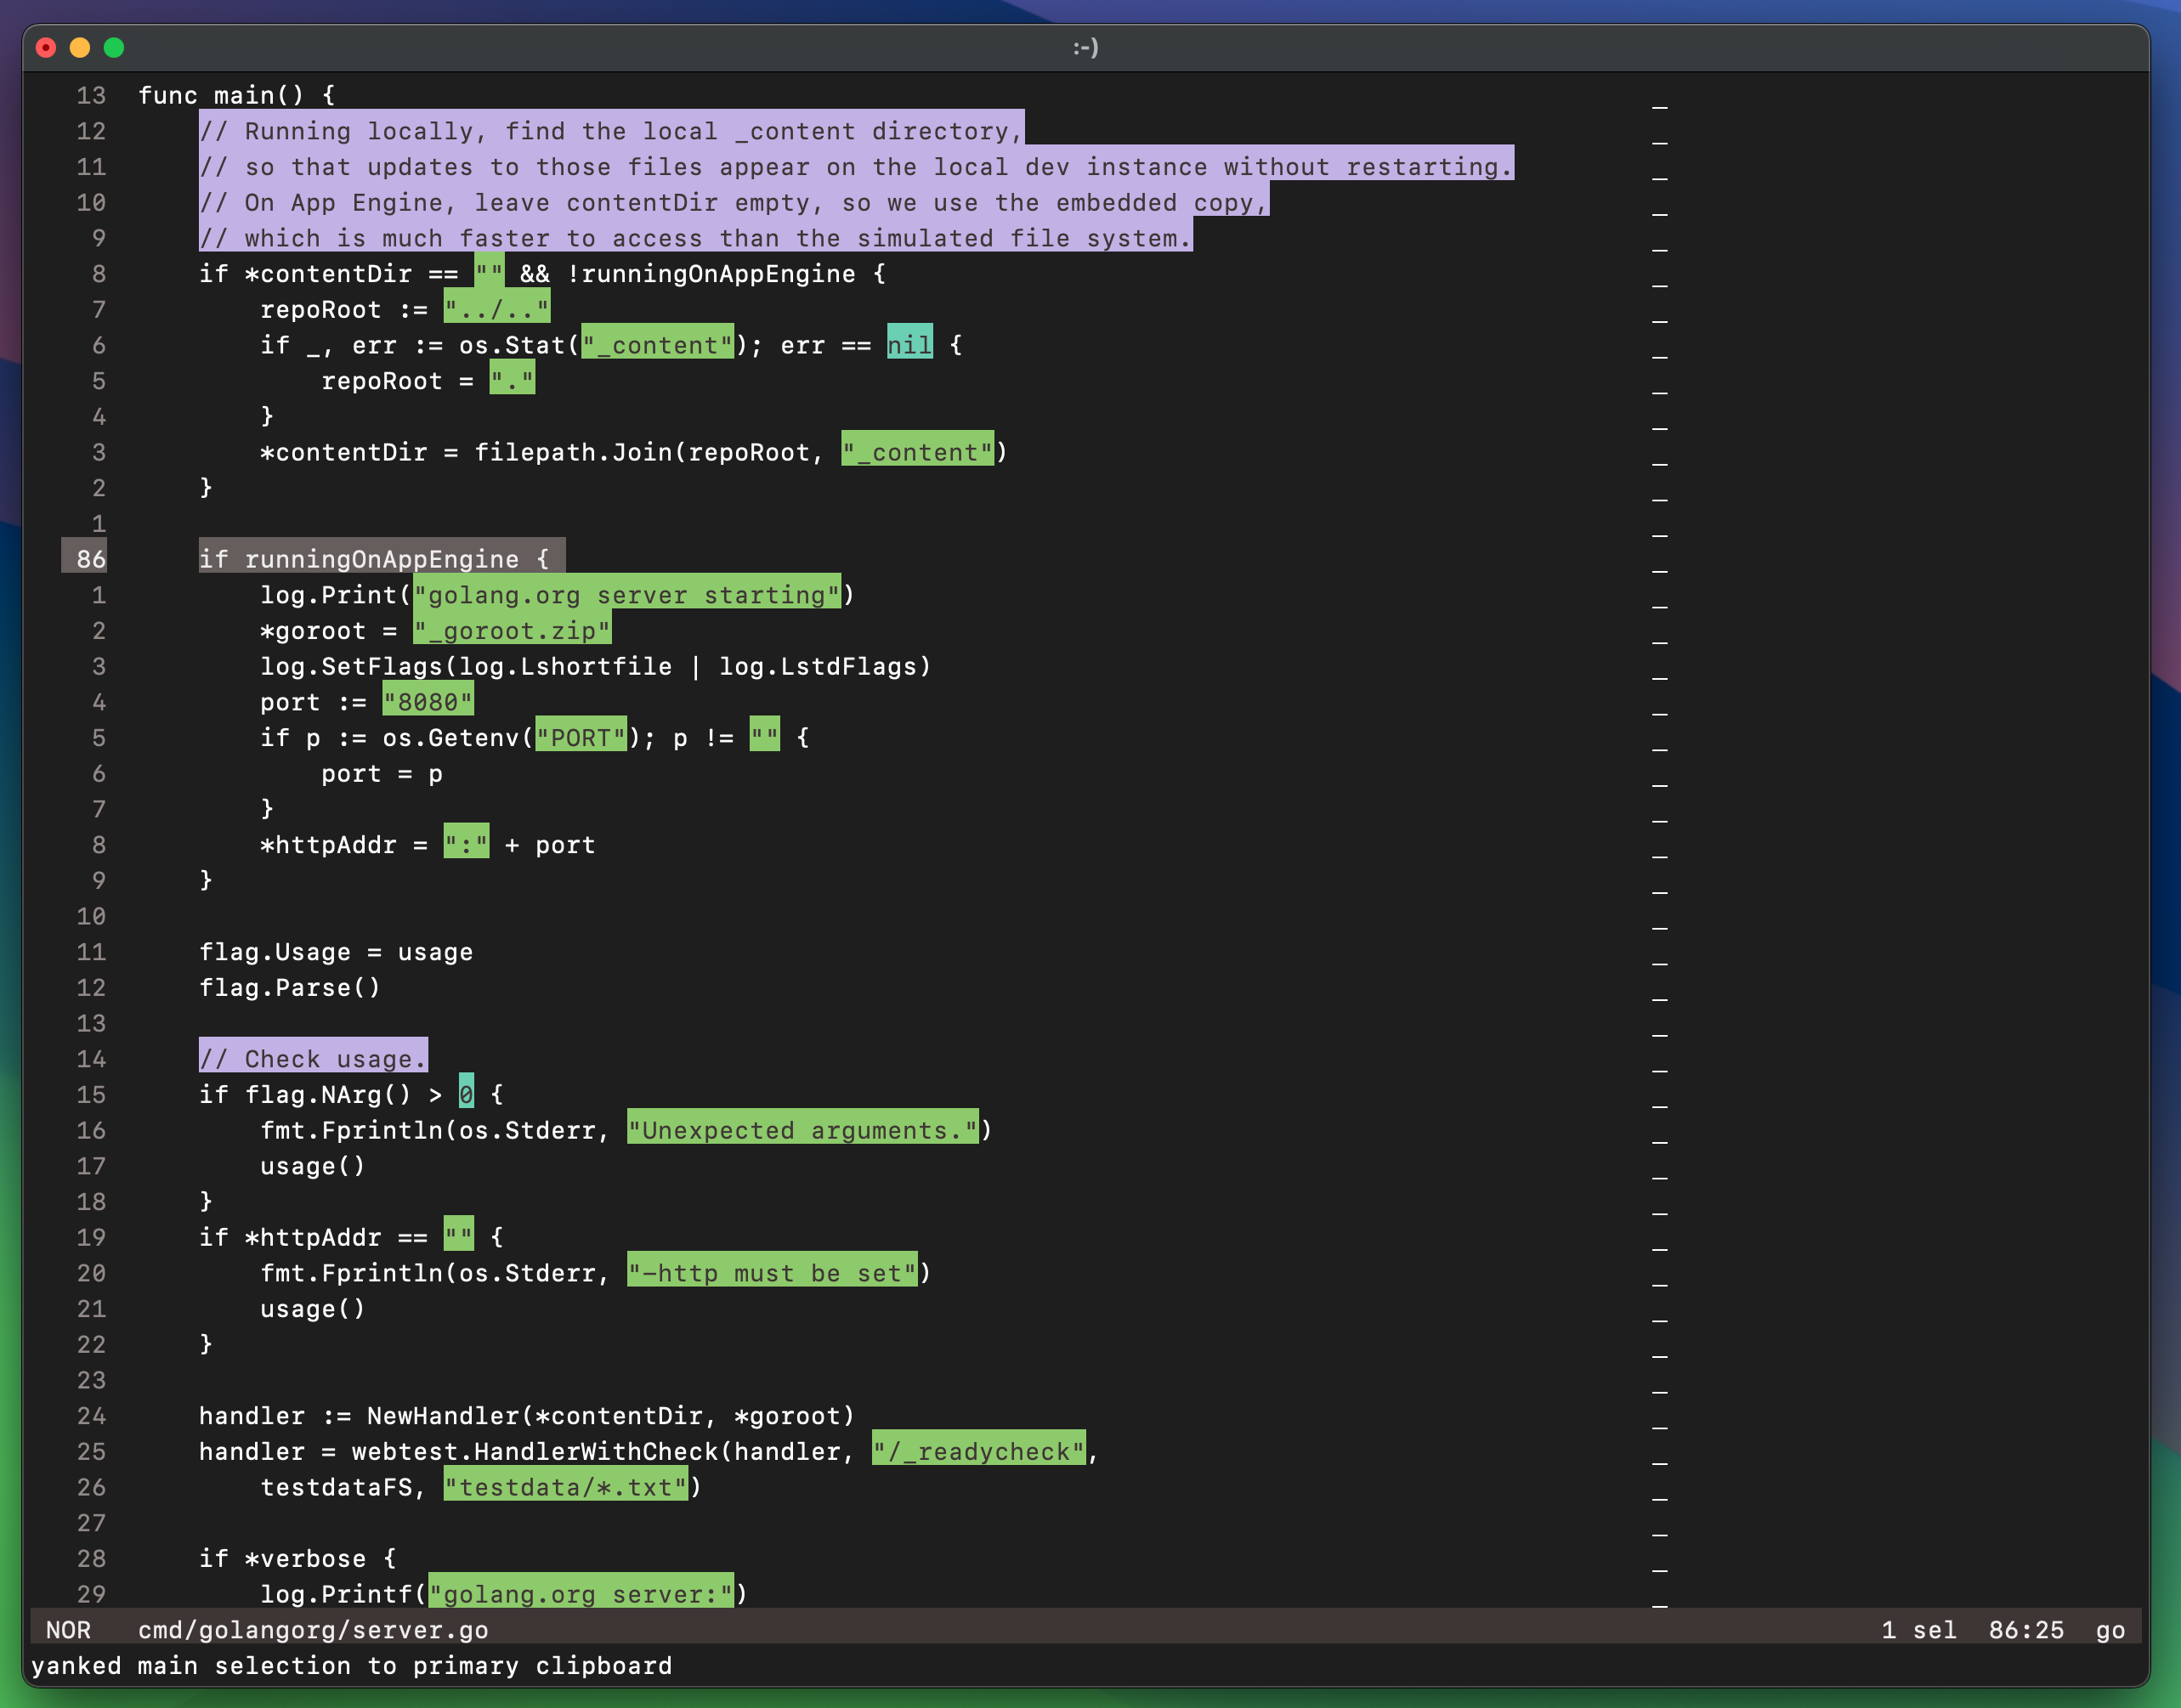 :-)
13 func main() {
12 // Running locally, find the local _content directory,
11 // so that updates to those files appear on the local dev instance without restarting.
10 // On App Engine, leave contentDir empty, so we use the embedded copy,
9 // which is much faster to access than the simulated file system.
8 if *contentDir == "" && !runningOnAppEngine {
7 repoRoot := "../.."
6 if _, err := os.Stat("_content"); err == nil {
5 repoRoot = "."
4 }
3 *contentDir = filepath.Join(repoRoot, "_content")
2 }
1
86 if runningOnAppEngine {
1 log.Print("golang.org server starting")
2 *goroot = "_goroot.zip"
3 log.SetFlags(log.Lshortfile | log.LstdFlags)
4 port := "8080"
5 if p := os.Getenv("PORT"); p != "" {
6 port = p
7 }
8 *httpAddr = ":" + port
9 }
10
11 flag.Usage = usage
12 flag.Parse()
13
14 // Check usage.
15 if flag.NArg() > 0 {
16 fmt.Fprintln(os.Stderr, "Unexpected arguments.")
17 usage()
18 }
19 if *httpAddr == "" {
20 fmt.Fprintln(os.Stderr, "-http must be set")
21 usage()
22 }
23
24 handler := NewHandler(*contentDir, *goroot)
25 handler = webtest.HandlerWithCheck(handler, "/_readycheck",
26 testdataFS, "testdata/*.txt")
27
28 if *verbose {
29 log.Printf("golang.org server:")
NOR cmd/golangorg/server.go 1 sel 86:25 go
yanked main selection to primary clipboard